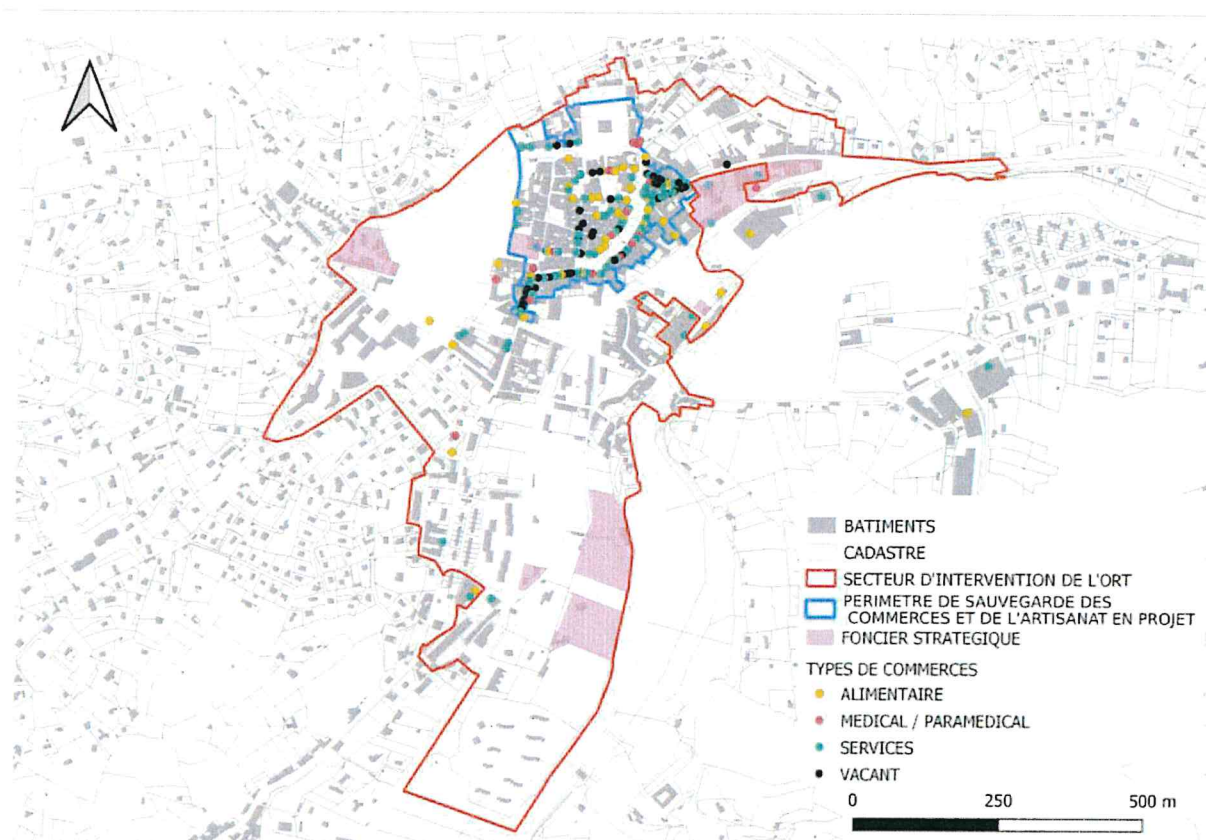 BATIMENTS
CADASTRE
SECTEUR D'INTERVENTION DE L'ORT
PERIMETRE DE SAUVEGARDE DES
COMMERCES ET DE L'ARTISANAT EN PROJET
FONCIER STRATEGIQUE
TYPES DE COMMERCES
ALIMENTAIRE
MEDICAL / PARAMEDICAL
SERVICES
VACANT
0 250 500 m